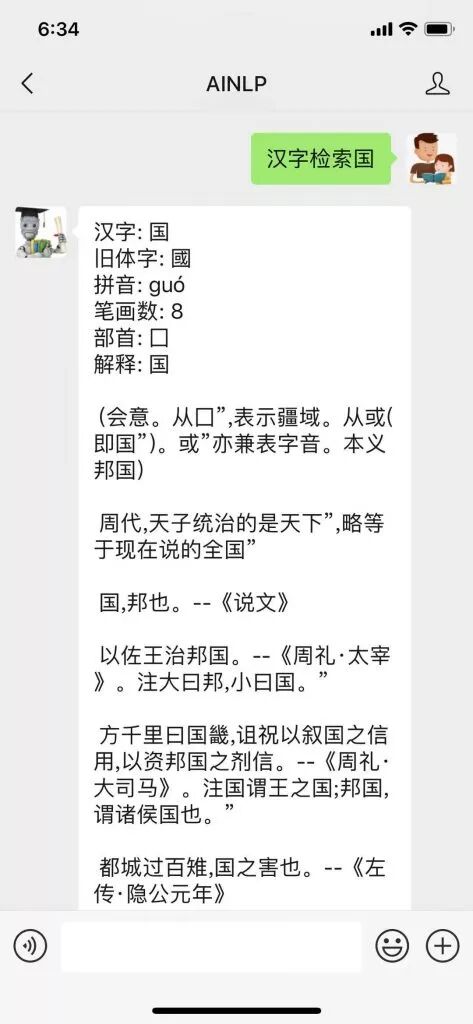 6:34
AINLP
汉字检索国
汉字: 国
旧体字: 國
拼音: guó
笔画数: 8
部首: 囗
解释: 国
(会意。从囗”,表示疆域。从或(
即国”)。或”亦兼表字音。本义
邦国)
周代,天子统治的是天下”,略等
于现在说的全国”
国,邦也。--《说文》
以佐王治邦国。--《周礼·太宰
》。注大曰邦,小曰国。”
方千里曰国畿,诅祝以叙国之信
用,以资邦国之剂信。--《周礼·
大司马》。注国谓王之国;邦国,
谓诸侯国也。”
都城过百雉,国之害也。--《左
传·隐公元年》